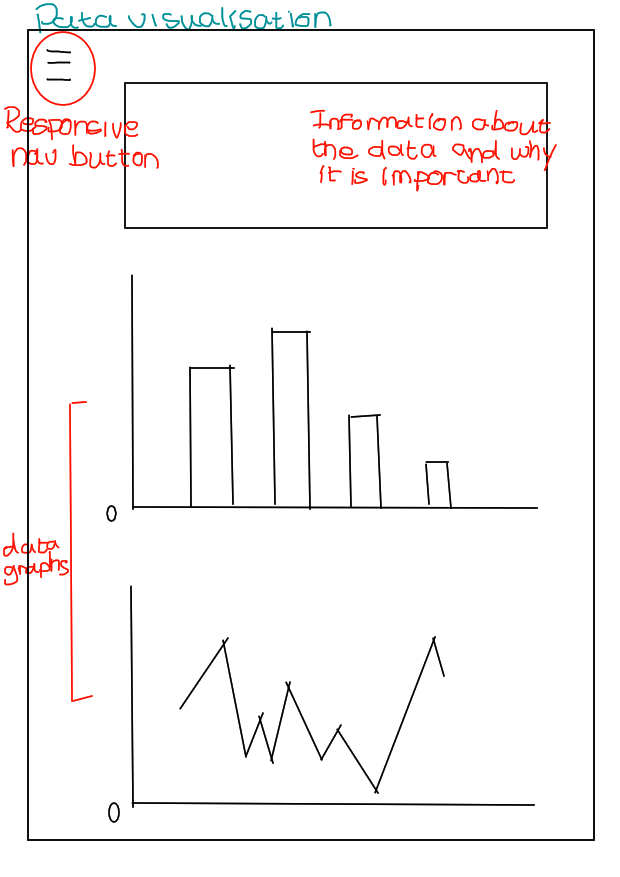 Data visualisation
Responsive
nav button
Information about
the data and why
it is important
0
data
graphs
0